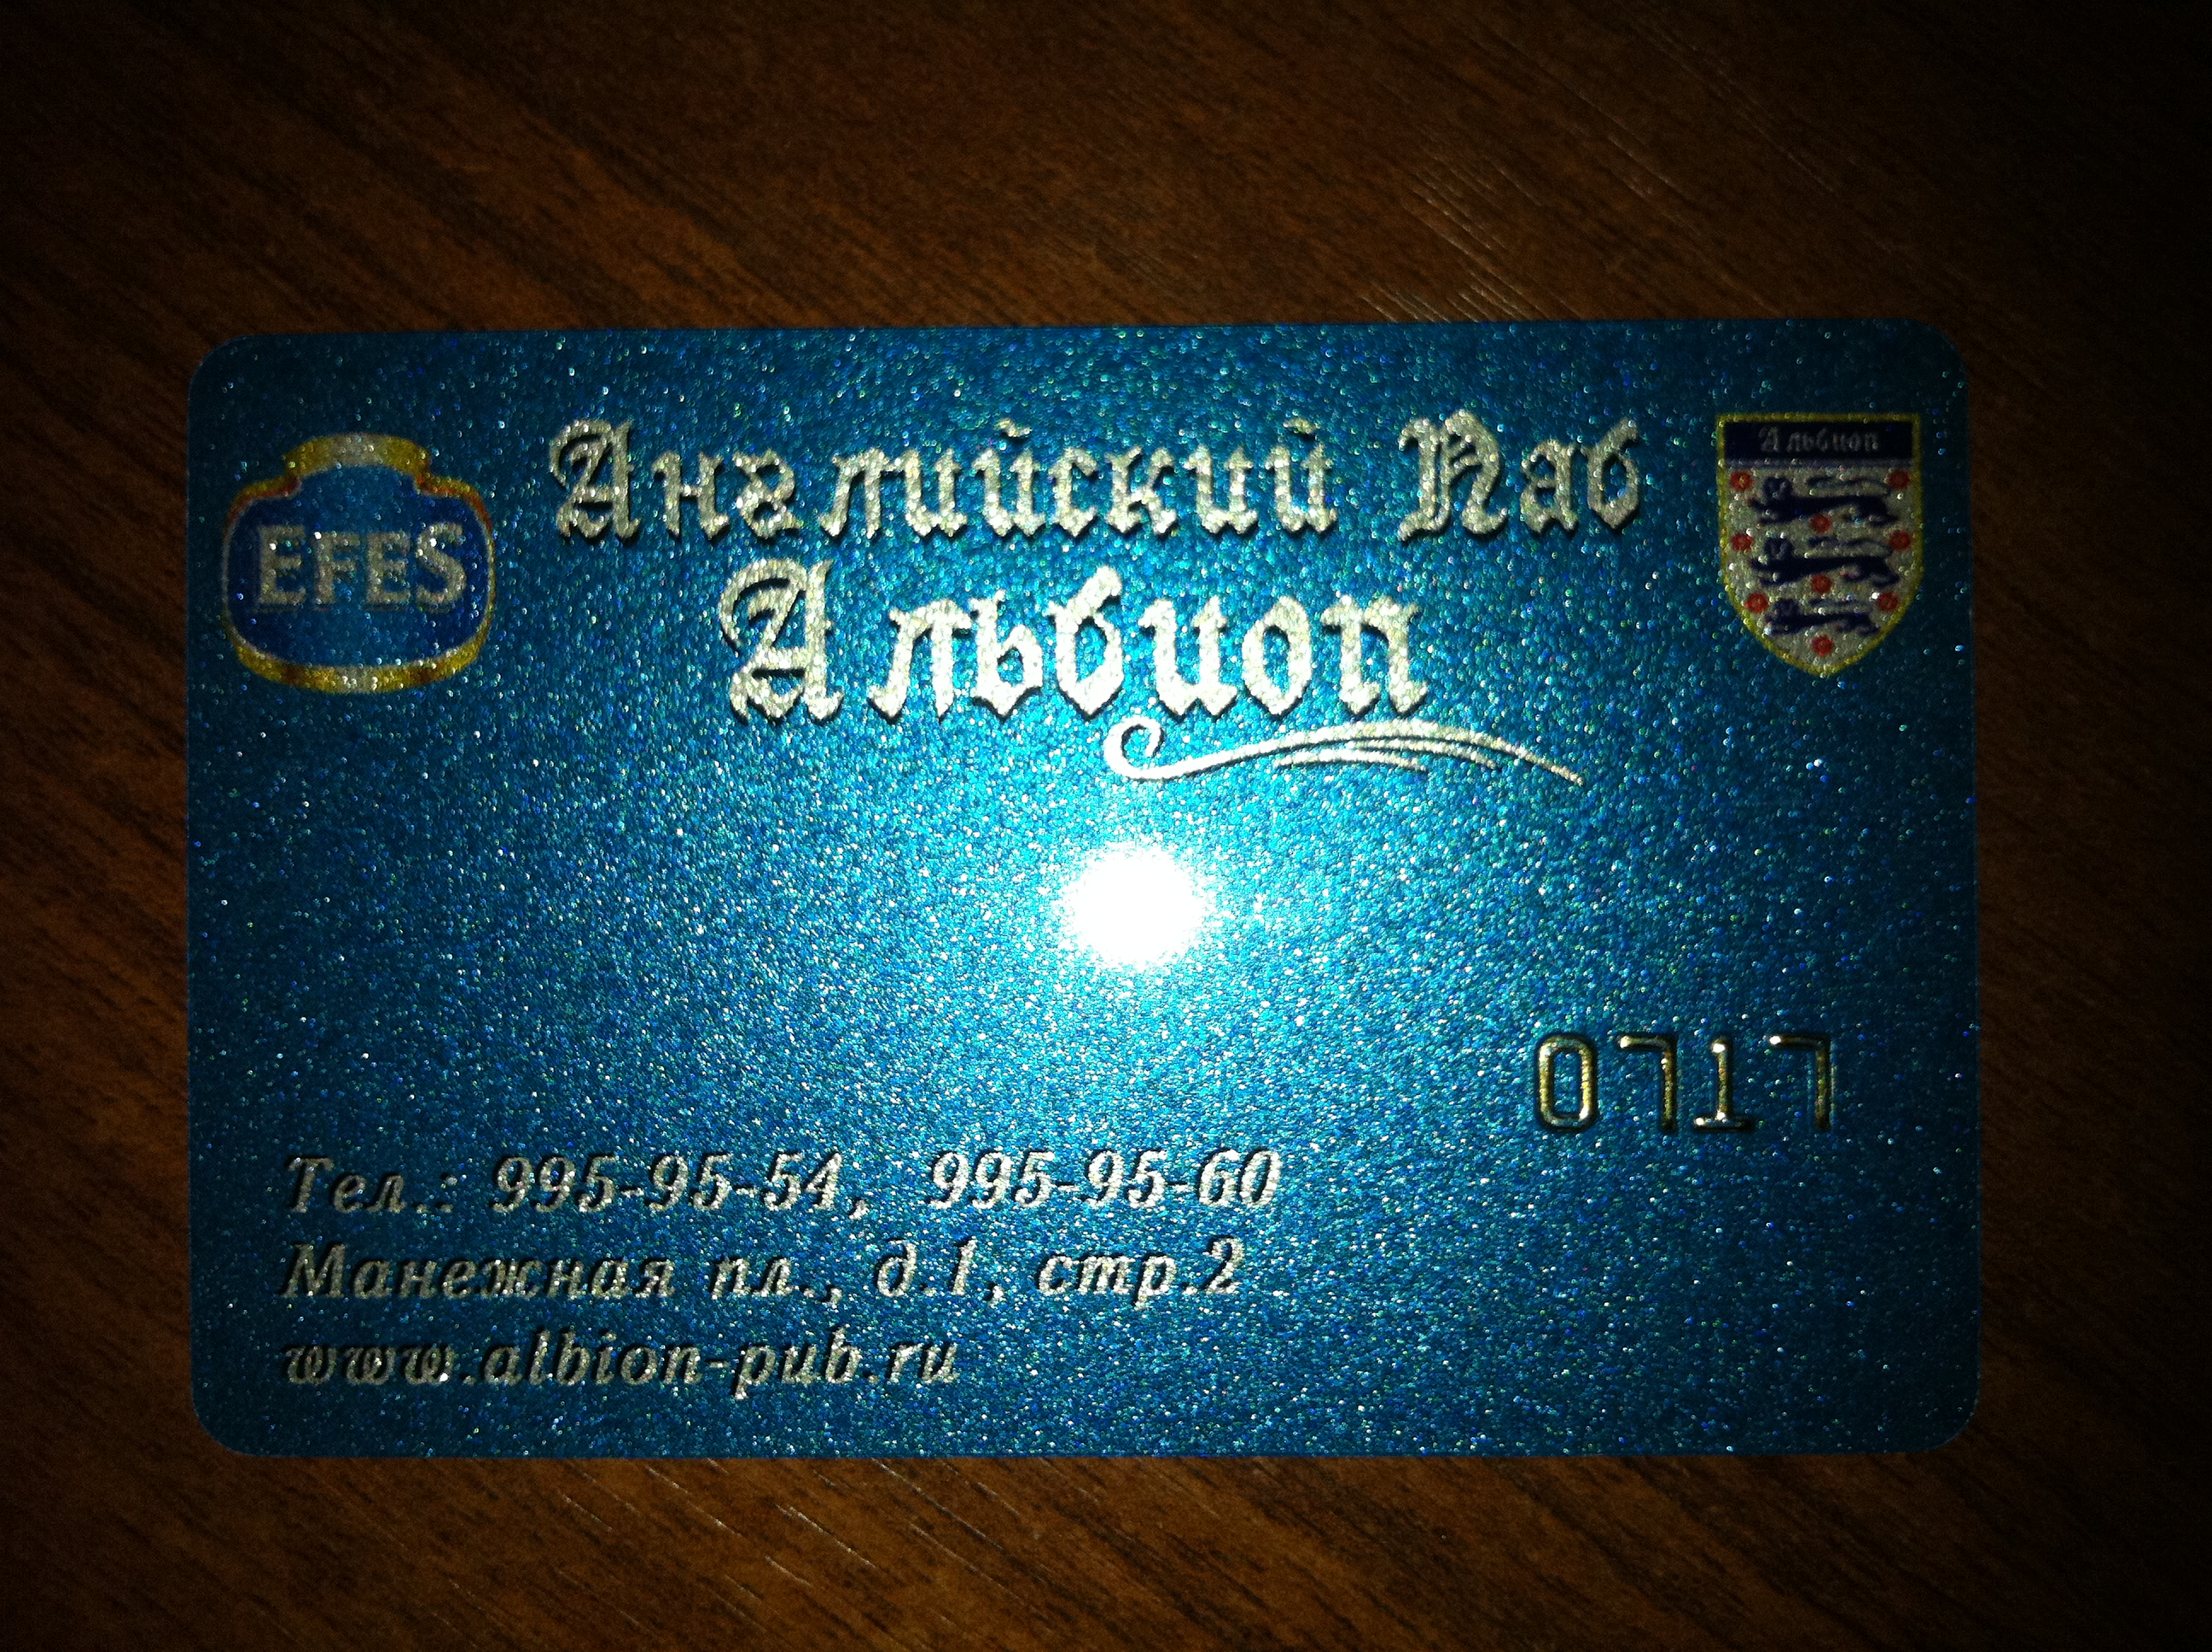 EFES
Английский Паб
Альбион
Альбион
0717
Тел.: 995-95-54, 995-95-60
Манежная пл., д.1, стр.2
www.albion-pub.ru